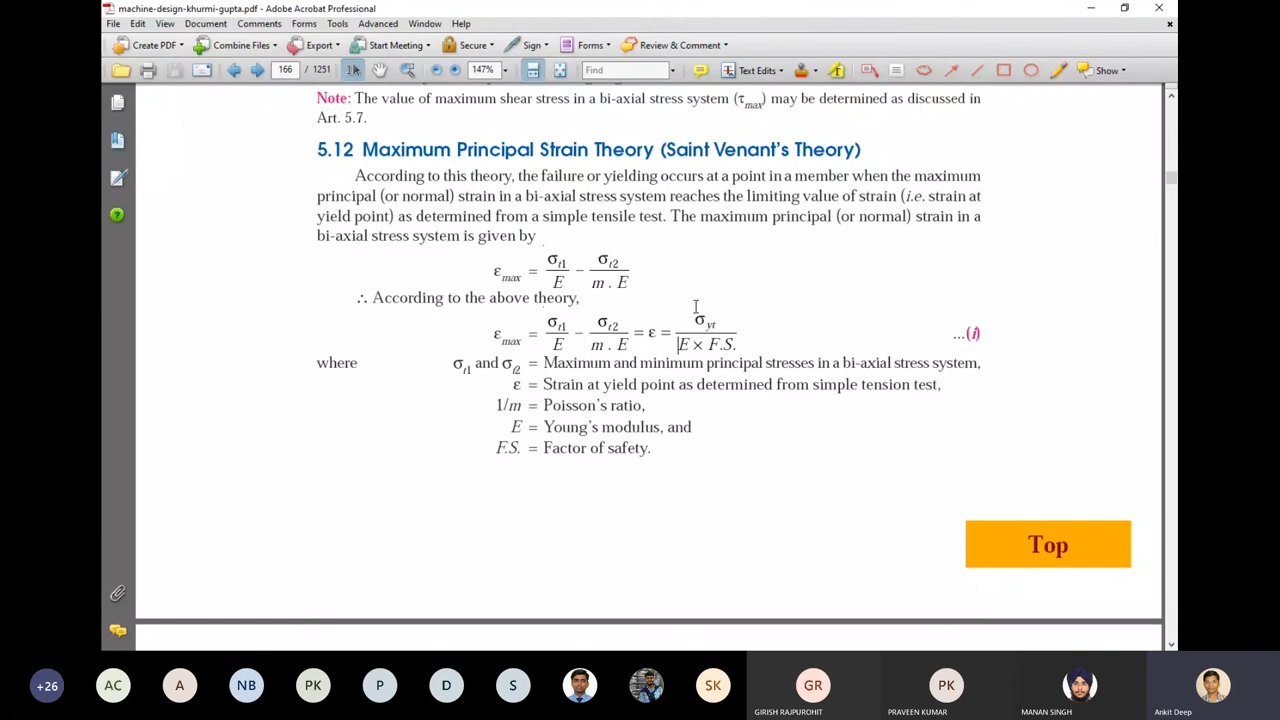 machine-design-khurmi-gupta.pdf - Adobe Acrobat Professional
File Edit View Document Comments Forms Tools Advanced Window Help
Create PDF Combine Files Export Start Meeting Secure Sign Forms Review & Comment
166 / 1251 147% Find Text Edits Show
Note: The value of maximum shear stress in a bi-axial stress system (τmax) may be determined as discussed in
Art. 5.7.
5.12 Maximum Principal Strain Theory (Saint Venant's Theory)
According to this theory, the failure or yielding occurs at a point in a member when the maximum
principal (or normal) strain in a bi-axial stress system reaches the limiting value of strain (i.e. strain at
yield point) as determined from a simple tensile test. The maximum principal (or normal) strain in a
bi-axial stress system is given by
εmax = σt1/E − σt2/m . E
∴ According to the above theory,
εmax = σt1/E − σt2/m . E = ε = σyt/E × F.S. ...(i)
where σt1 and σt2 = Maximum and minimum principal stresses in a bi-axial stress system,
ε = Strain at yield point as determined from simple tension test,
1/m = Poisson's ratio,
E = Young's modulus, and
F.S. = Factor of safety.
Top
+26 AC A NB PK P D S SK GR PK
GIRISH RAJPUROHIT PRAVEEN KUMAR MANAN SINGH Ankit Deep